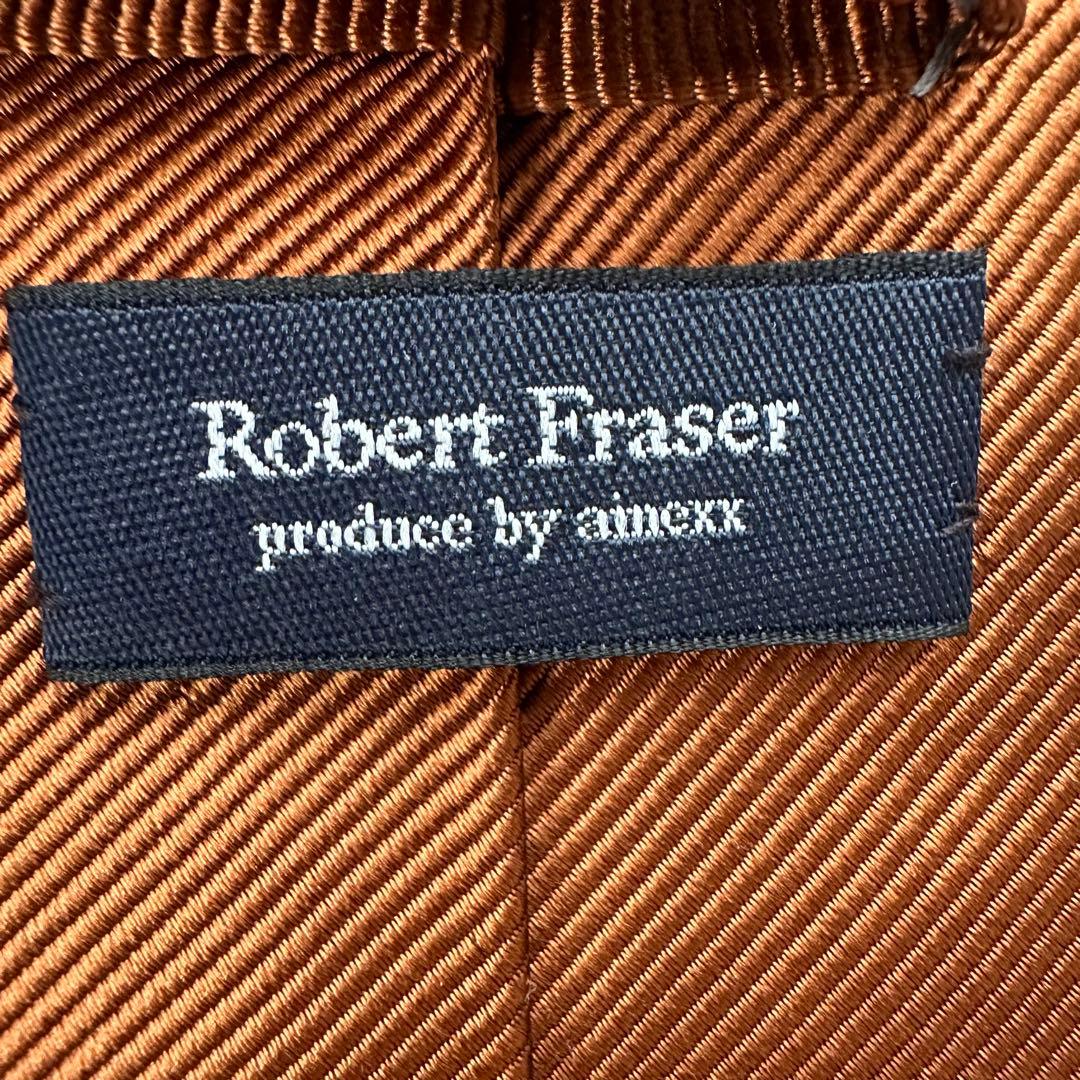 Robert Fraser
produce by aimexx